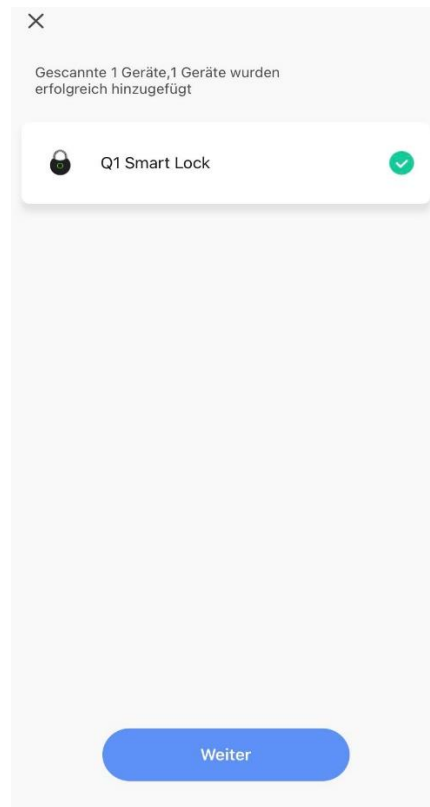 Gescannte 1 Geräte,1 Geräte wurden
erfolgreich hinzugefügt
Q1 Smart Lock
Weiter